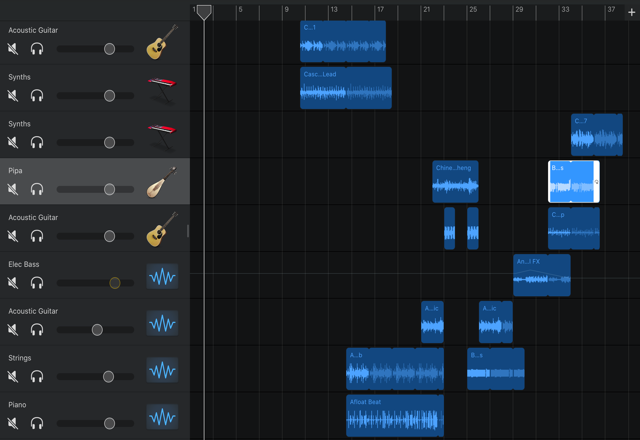 1 5 9 13 17 21 25 29 33 37 +
Acoustic Guitar
C...1
Synths
Casc...Lead
Synths
C...7
Pipa
Chino...heng
B...s
Acoustic Guitar
C...p
Elec Bass
An...l FX
Acoustic Guitar
A...ic
A...ic
Strings
A...b
B...s
Piano
Afloat Beat